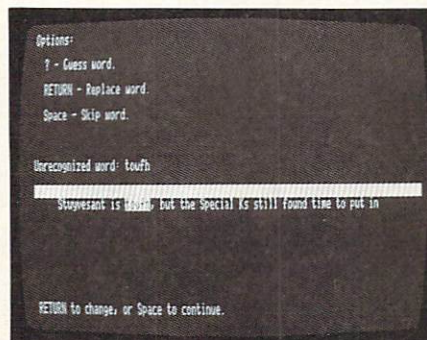 Options:
? - Guess word.
RETURN - Replace word.
Space - Skip word.
Unrecognized word: toufh
Stuyvesant is toufh, but the Special Ks still found time to put in
RETURN to change, or Space to continue.